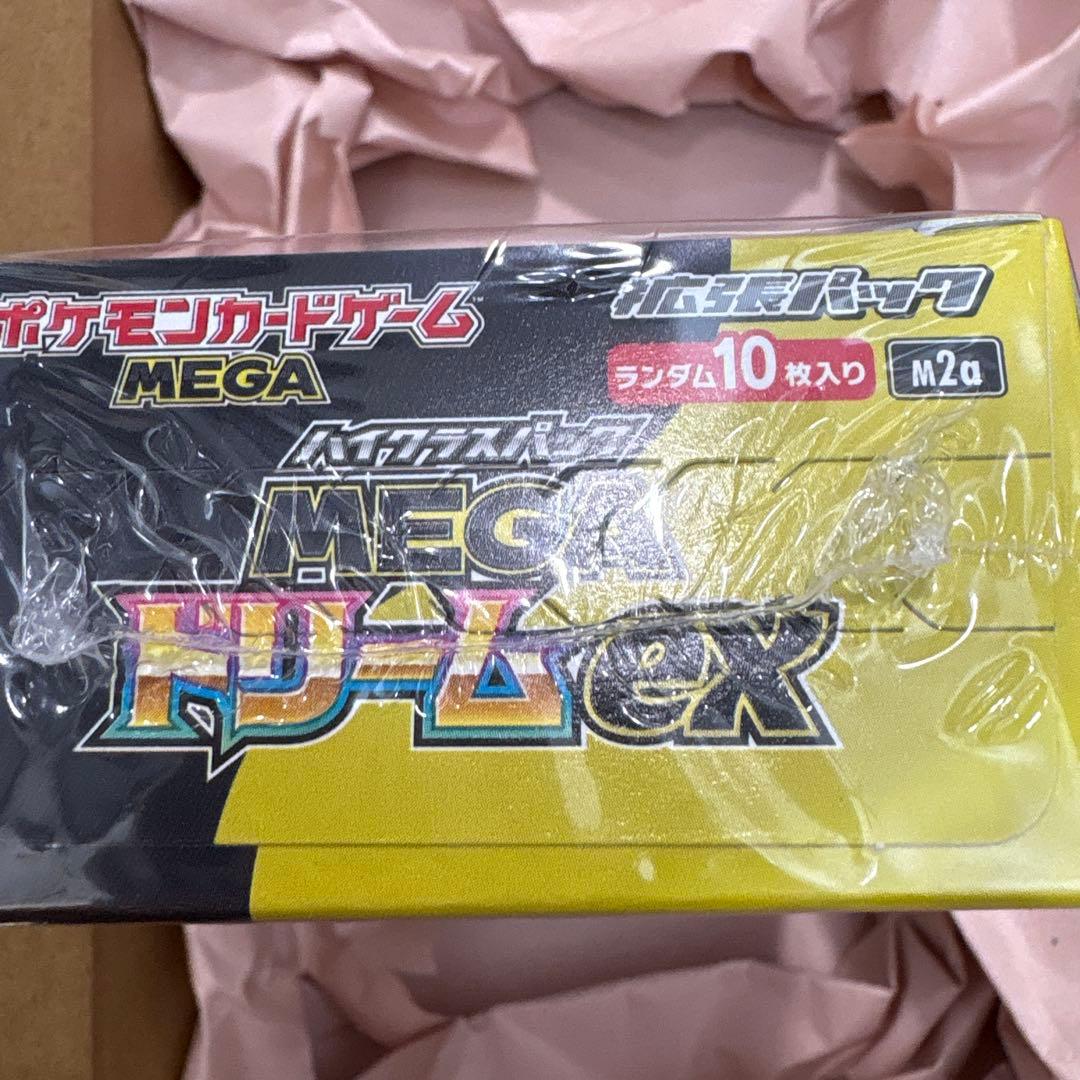 ポケモンカードゲーム™
MEGA
拡張パック
ランダム10枚入り
M2a
ハイクラスパック
MEGA
ドリームex